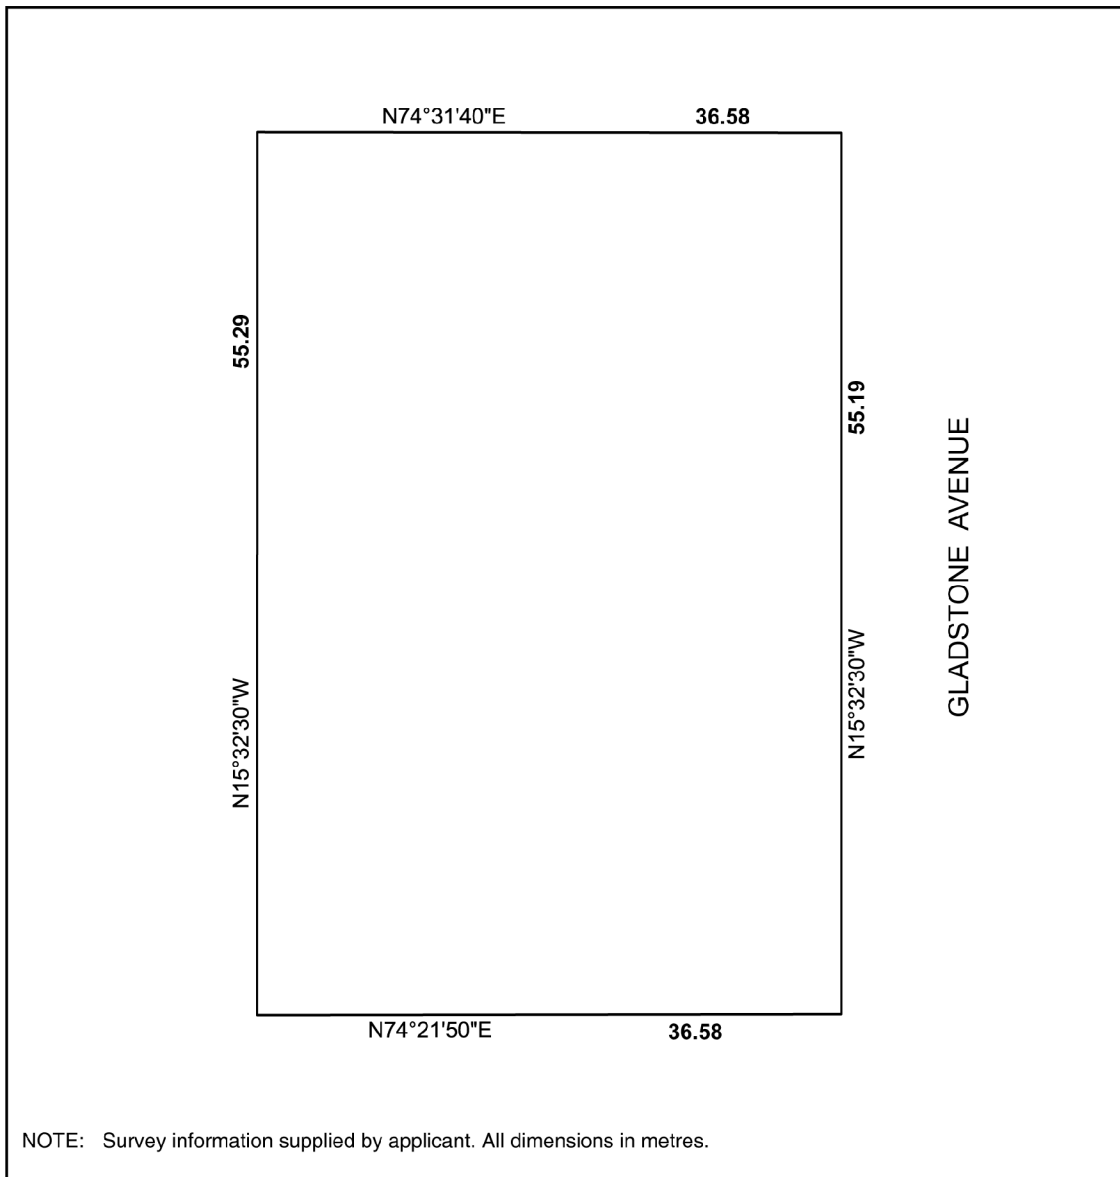 N74°31'40"E 36.58
55.29
55.19
GLADSTONE AVENUE
N15°32'30"W
N15°32'30"W
N74°21'50"E 36.58
NOTE: Survey information supplied by applicant. All dimensions in metres.